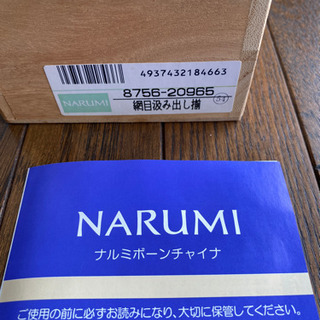 4937432184663
NARUMI
8756-20965
網目汲み出し揃
NARUMI
ナルミボーンチャイナ
ご使用の前に必ずお読みになり、大切に保管してください。